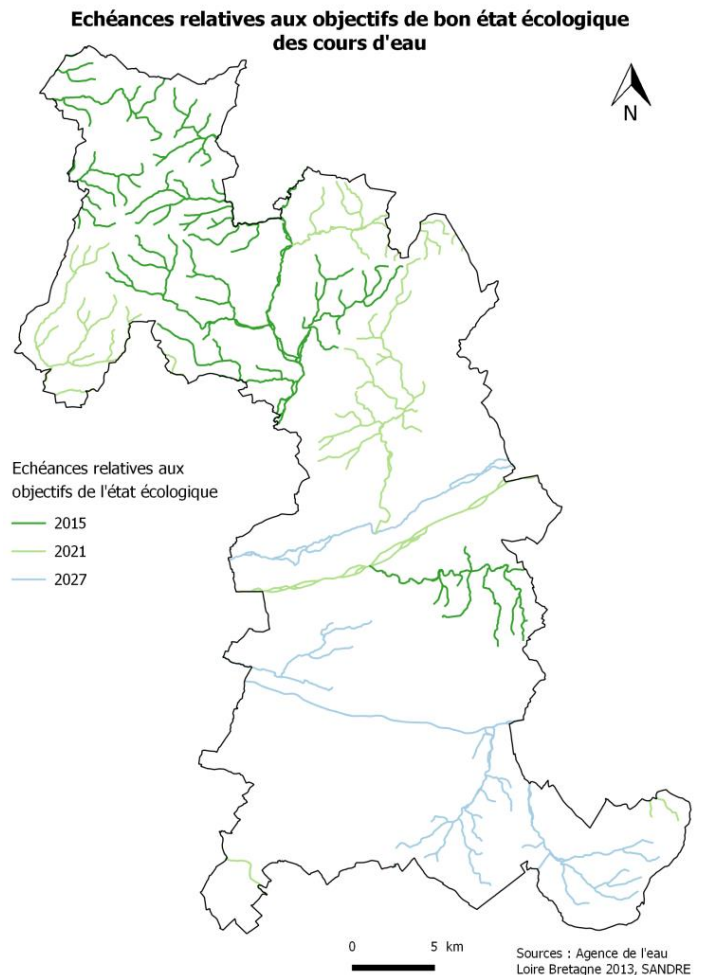 Echéances relatives aux objectifs de bon état écologique
des cours d'eau
N
Echéances relatives aux
objectifs de l'état écologique
2015
2021
2027
0 5 km
Sources : Agence de l'eau
Loire Bretagne 2013, SANDRE